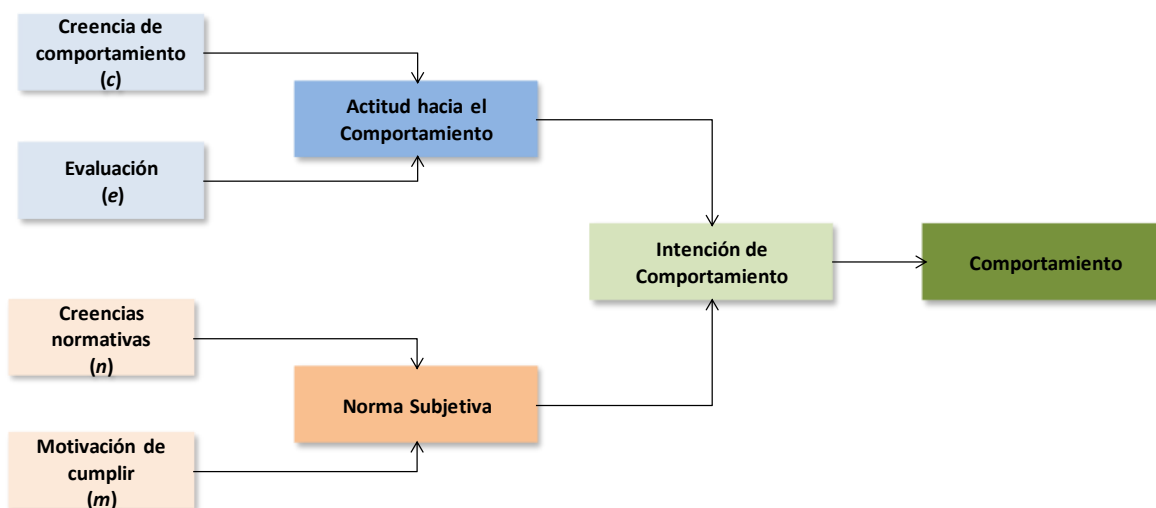 Creencia de
comportamiento
(c)
Actitud hacia el
Comportamiento
Evaluación
(e)
Intención de
Comportamiento
Comportamiento
Creencias
normativas
(n)
Norma Subjetiva
Motivación de
cumplir
(m)